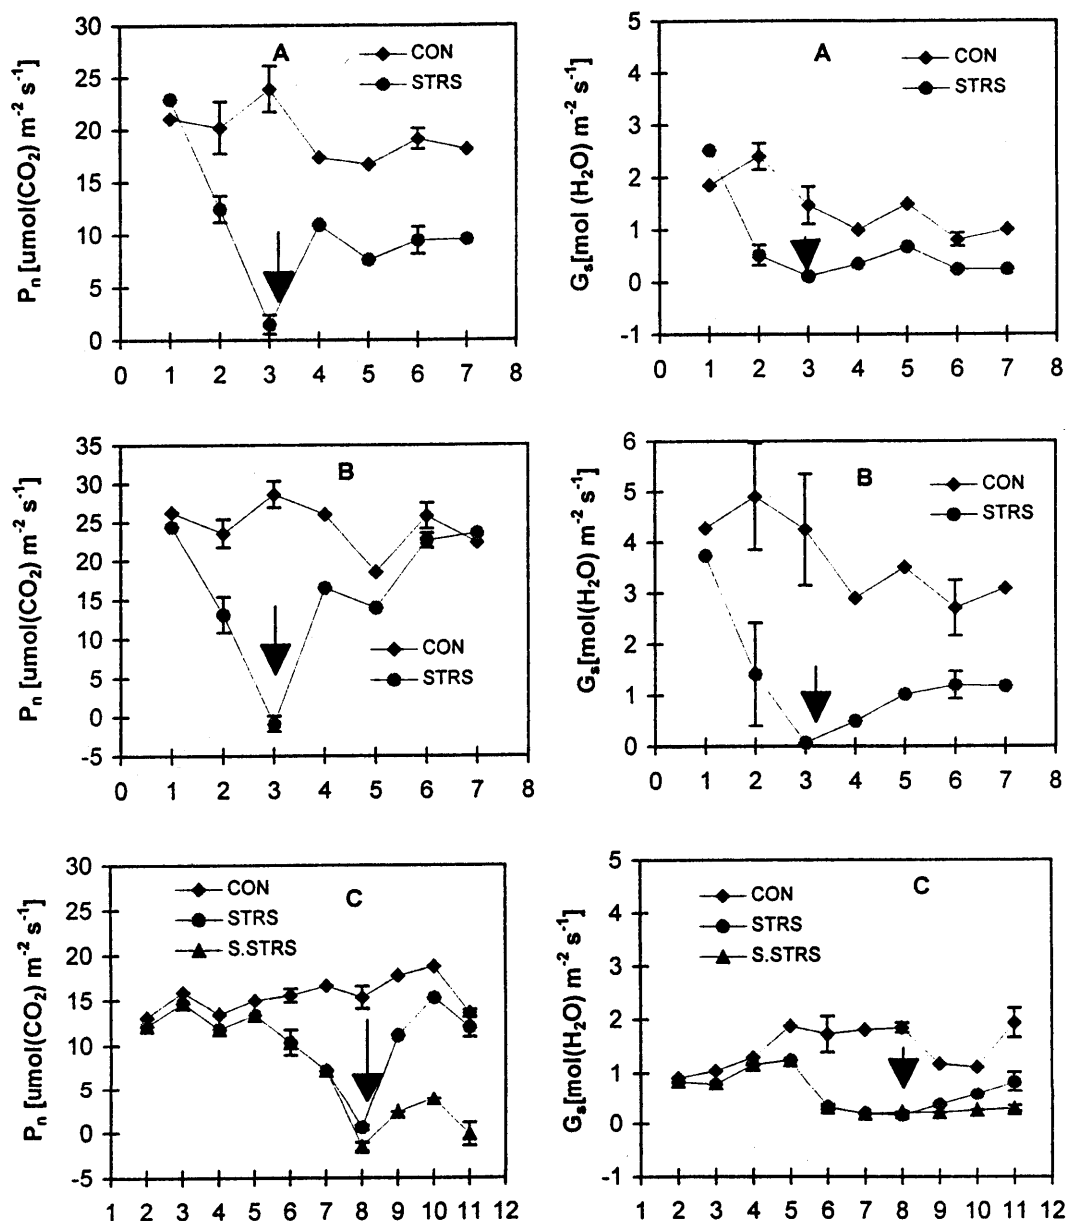 A
CON
STRS
30
25
20
15
10
5
0
Pn [umol(CO2) m-2 s-1]
0 1 2 3 4 5 6 7 8
A
CON
STRS
5
4
3
2
1
0
-1
Gs[mol (H2O) m-2 s-1]
0 1 2 3 4 5 6 7 8
B
CON
STRS
35
30
25
20
15
10
5
0
-5
Pn [umol(CO2) m-2 s-1]
0 1 2 3 4 5 6 7 8
B
CON
STRS
6
5
4
3
2
1
0
Gs[mol(H2O) m-2 s-1]
0 1 2 3 4 5 6 7 8
C
CON
STRS
S.STRS
30
25
20
15
10
5
0
-5
Pn [umol(CO2) m-2 s-1]
1 2 3 4 5 6 7 8 9 10 11 12
C
CON
STRS
S.STRS
5
4
3
2
1
0
-1
Gs[mol(H2O) m-2 s-1]
1 2 3 4 5 6 7 8 9 10 11 12